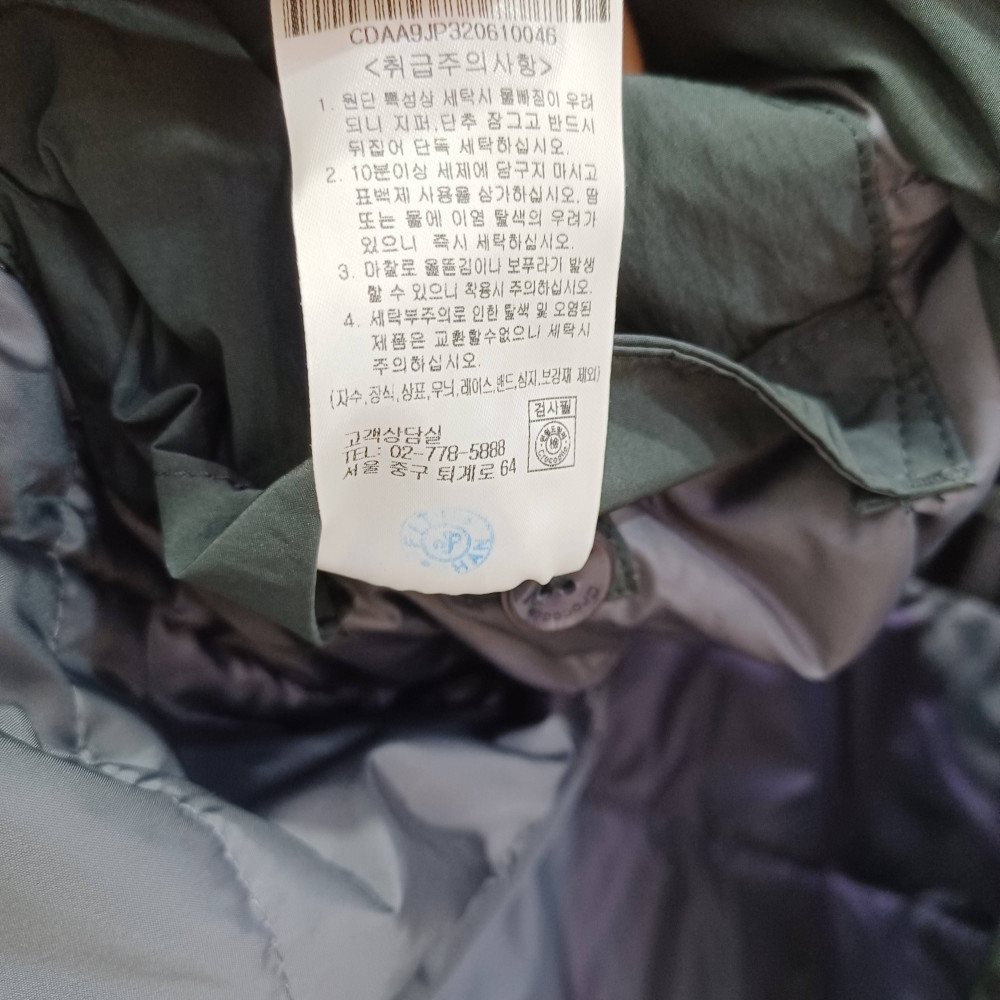 CDAA9JP320610046
<취급주의사항>
1. 원단 특성상 세탁시 물빠짐이 우려
되니 지퍼,단추 잠그고 반드시
뒤집어 단독 세탁하십시오.
2. 10분이상 세제에 담구지 마시고
표백제 사용을 삼가하십시오. 땀
또는 물에 이염 탈색의 우려가
있으니 즉시 세탁하십시오.
3. 마찰로 올뜯김이나 보푸라기 발생
할 수 있으니 착용시 주의하십시오.
4. 세탁부주의로 인한 탈색 및 오염된
제품은 교환할수없으니 세탁시
주의하십시오.
(자수,장식,상표,무늬,레이스,밴드,심지,보강재 제외)
검사필
Crocodile
고객상담실
TEL: 02-778-5888
서울 중구 퇴계로 64